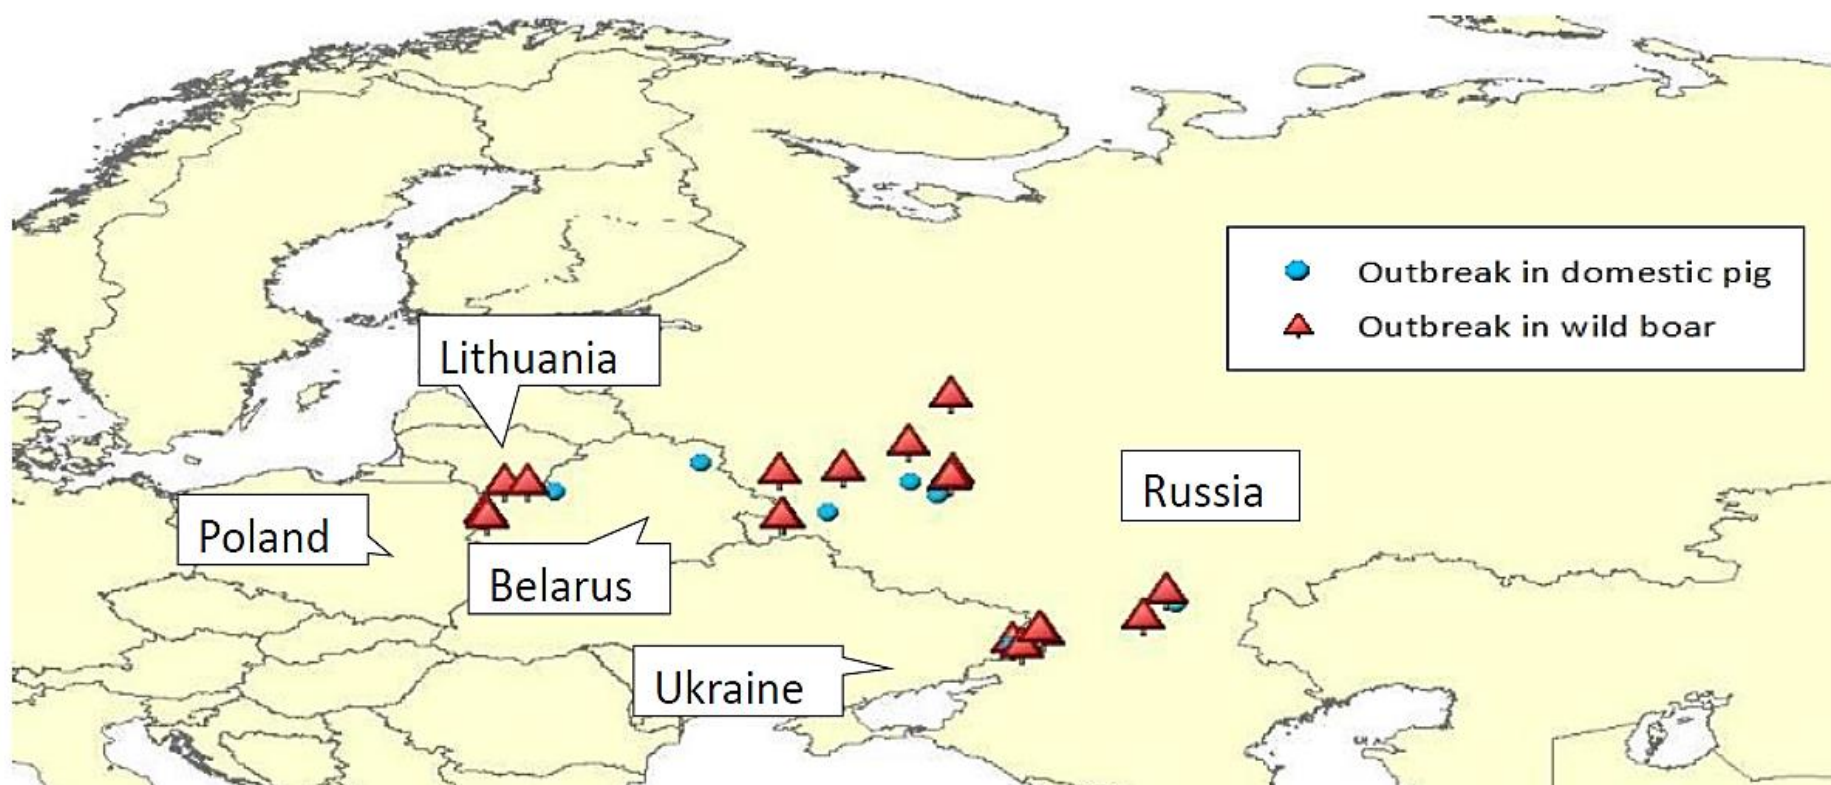 Outbreak in domestic pig
Outbreak in wild boar
Lithuania
Russia
Poland
Belarus
Ukraine